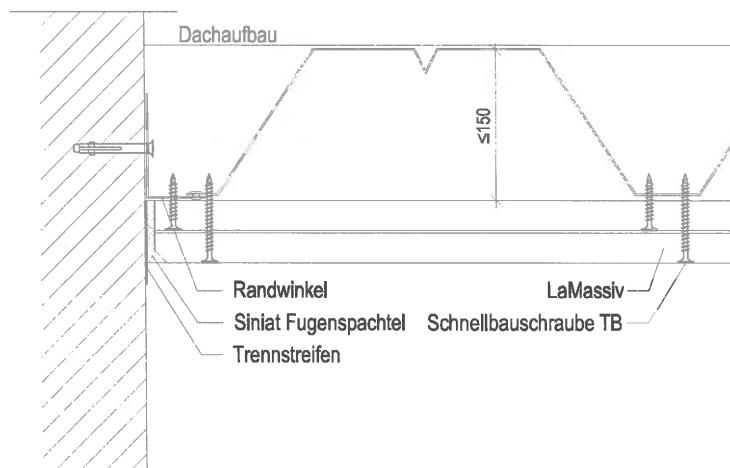 Dachaufbau
≤150
Randwinkel
LaMassiv
Siniat Fugenspachtel
Schnellbauschraube TB
Trennstreifen